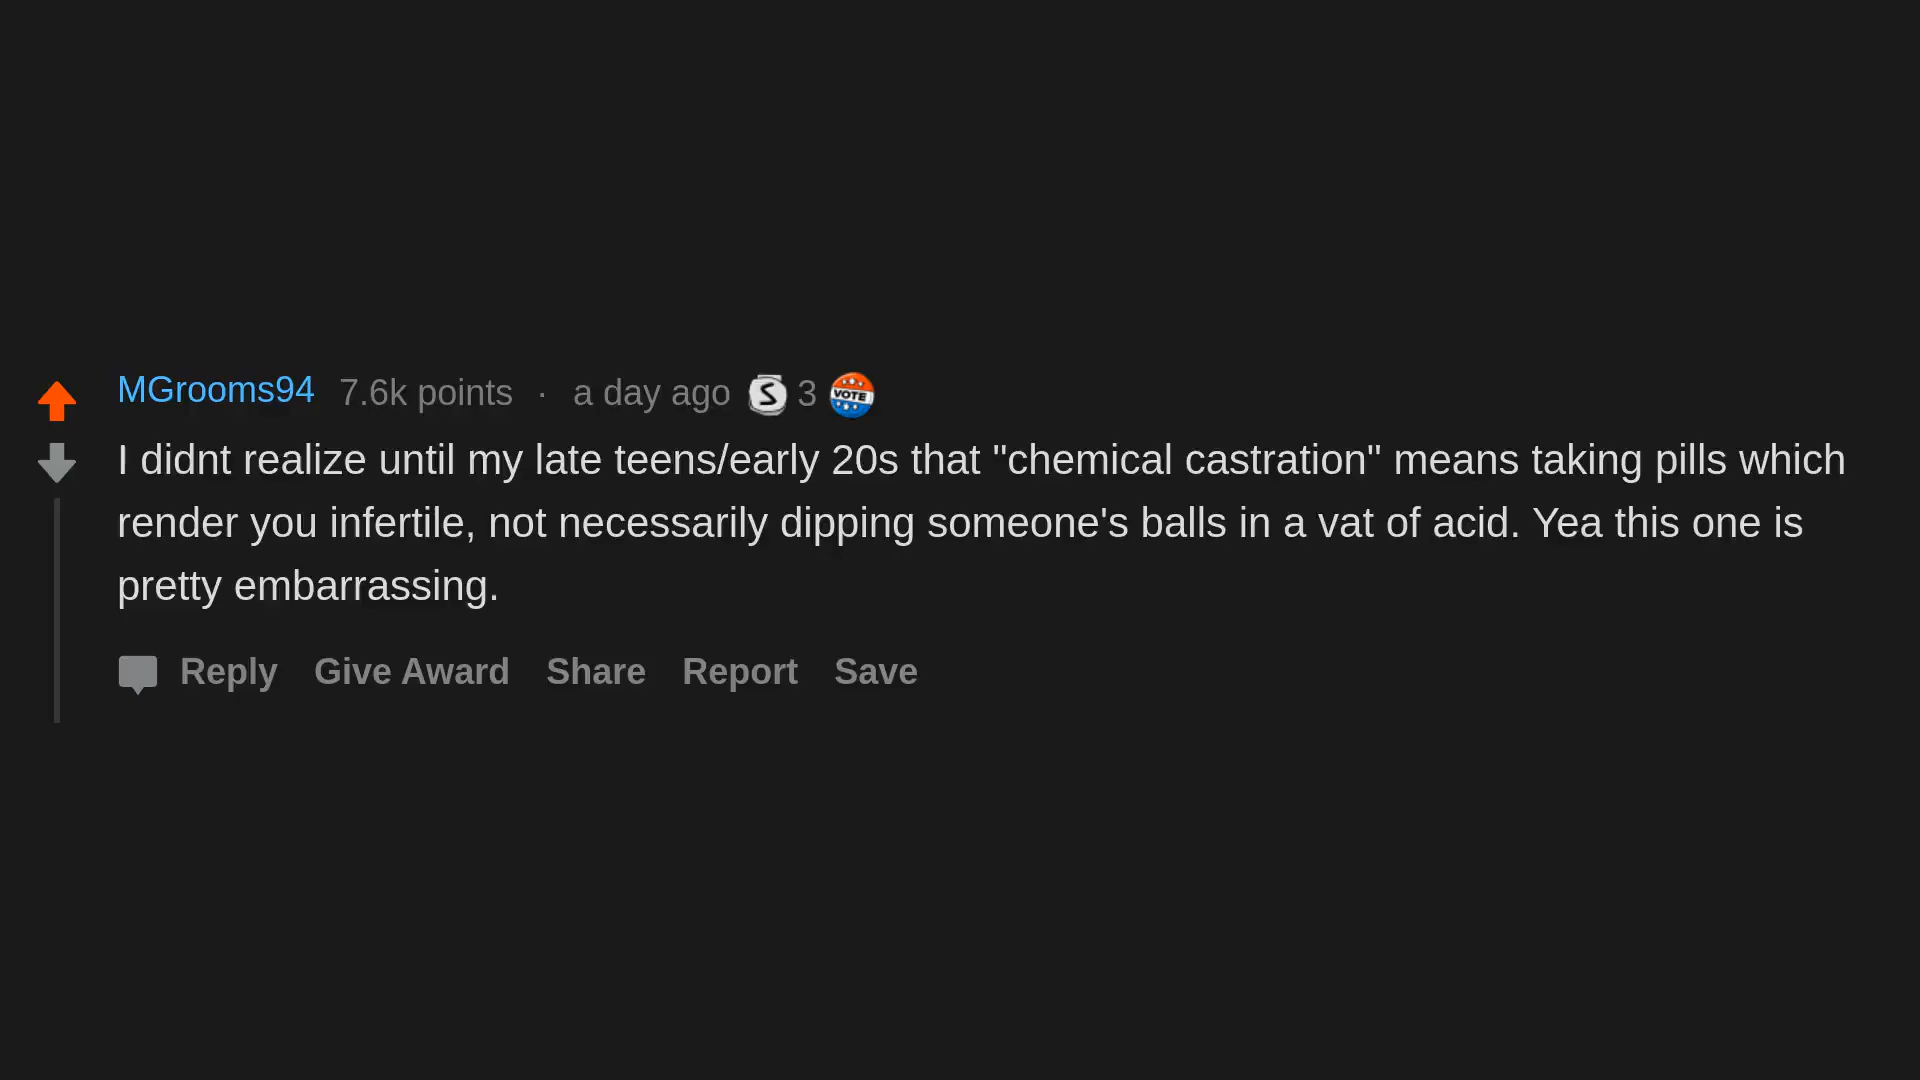 MGrooms94 7.6k points · a day ago S 3 VOTE
I didnt realize until my late teens/early 20s that "chemical castration" means taking pills which
render you infertile, not necessarily dipping someone's balls in a vat of acid. Yea this one is
pretty embarrassing.
Reply Give Award Share Report Save